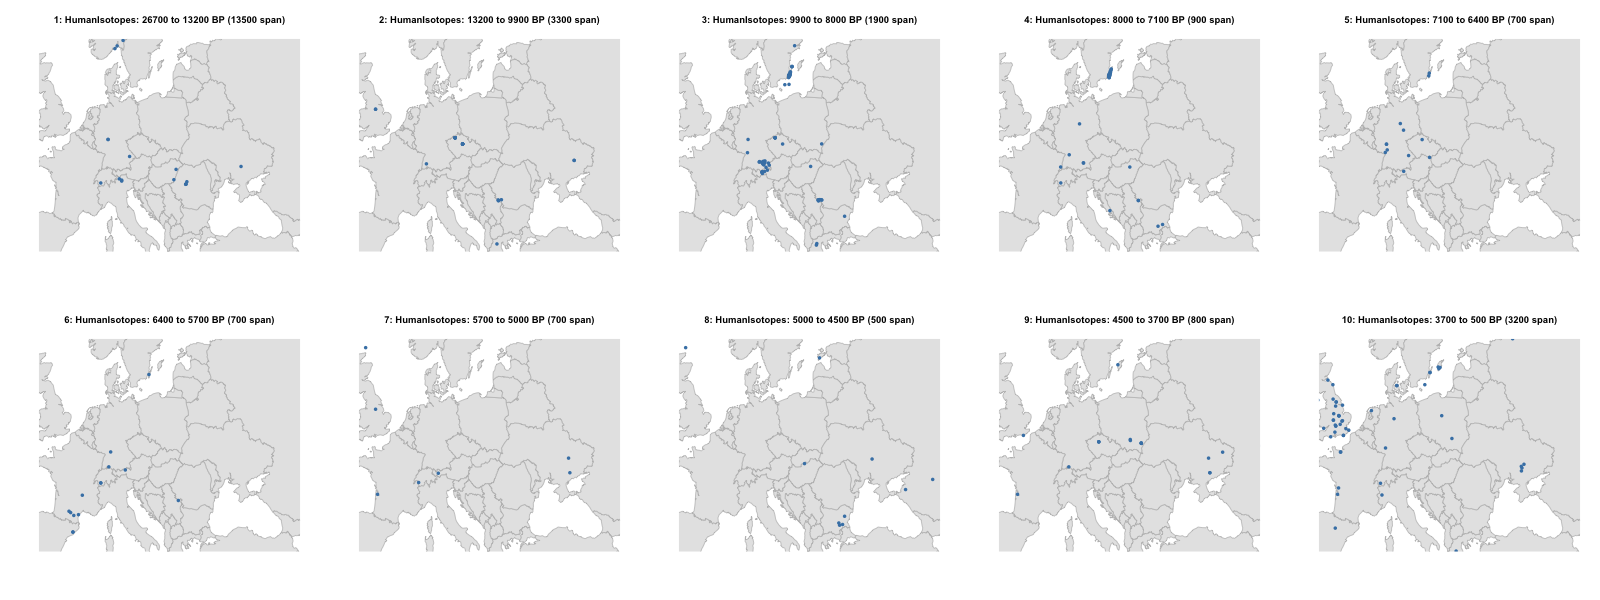 1: HumanIsotopes: 26700 to 13200 BP (13500 span)
2: HumanIsotopes: 13200 to 9900 BP (3300 span)
3: HumanIsotopes: 9900 to 8000 BP (1900 span)
4: HumanIsotopes: 8000 to 7100 BP (900 span)
5: HumanIsotopes: 7100 to 6400 BP (700 span)
6: HumanIsotopes: 6400 to 5700 BP (700 span)
7: HumanIsotopes: 5700 to 5000 BP (700 span)
8: HumanIsotopes: 5000 to 4500 BP (500 span)
9: HumanIsotopes: 4500 to 3700 BP (800 span)
10: HumanIsotopes: 3700 to 500 BP (3200 span)